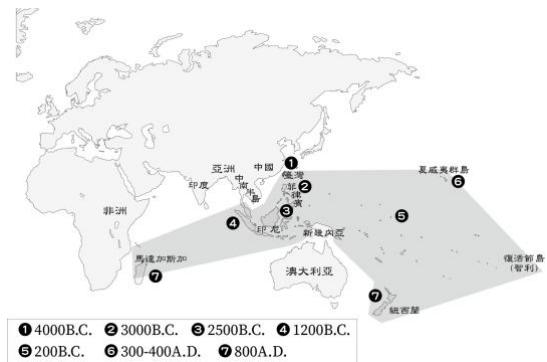 亞洲
中國
❶
臺灣
夏威夷群島
印度
中南半島
菲律賓
❷
❻
非洲
❹
❸
❺
印尼
新幾內亞
馬達加斯加
❼
復活節島
(智利)
澳大利亞
❼
紐西蘭
❶ 4000B.C. ❷ 3000B.C. ❸ 2500B.C. ❹ 1200B.C.
❺ 200B.C. ❻ 300-400A.D. ❼ 800A.D.